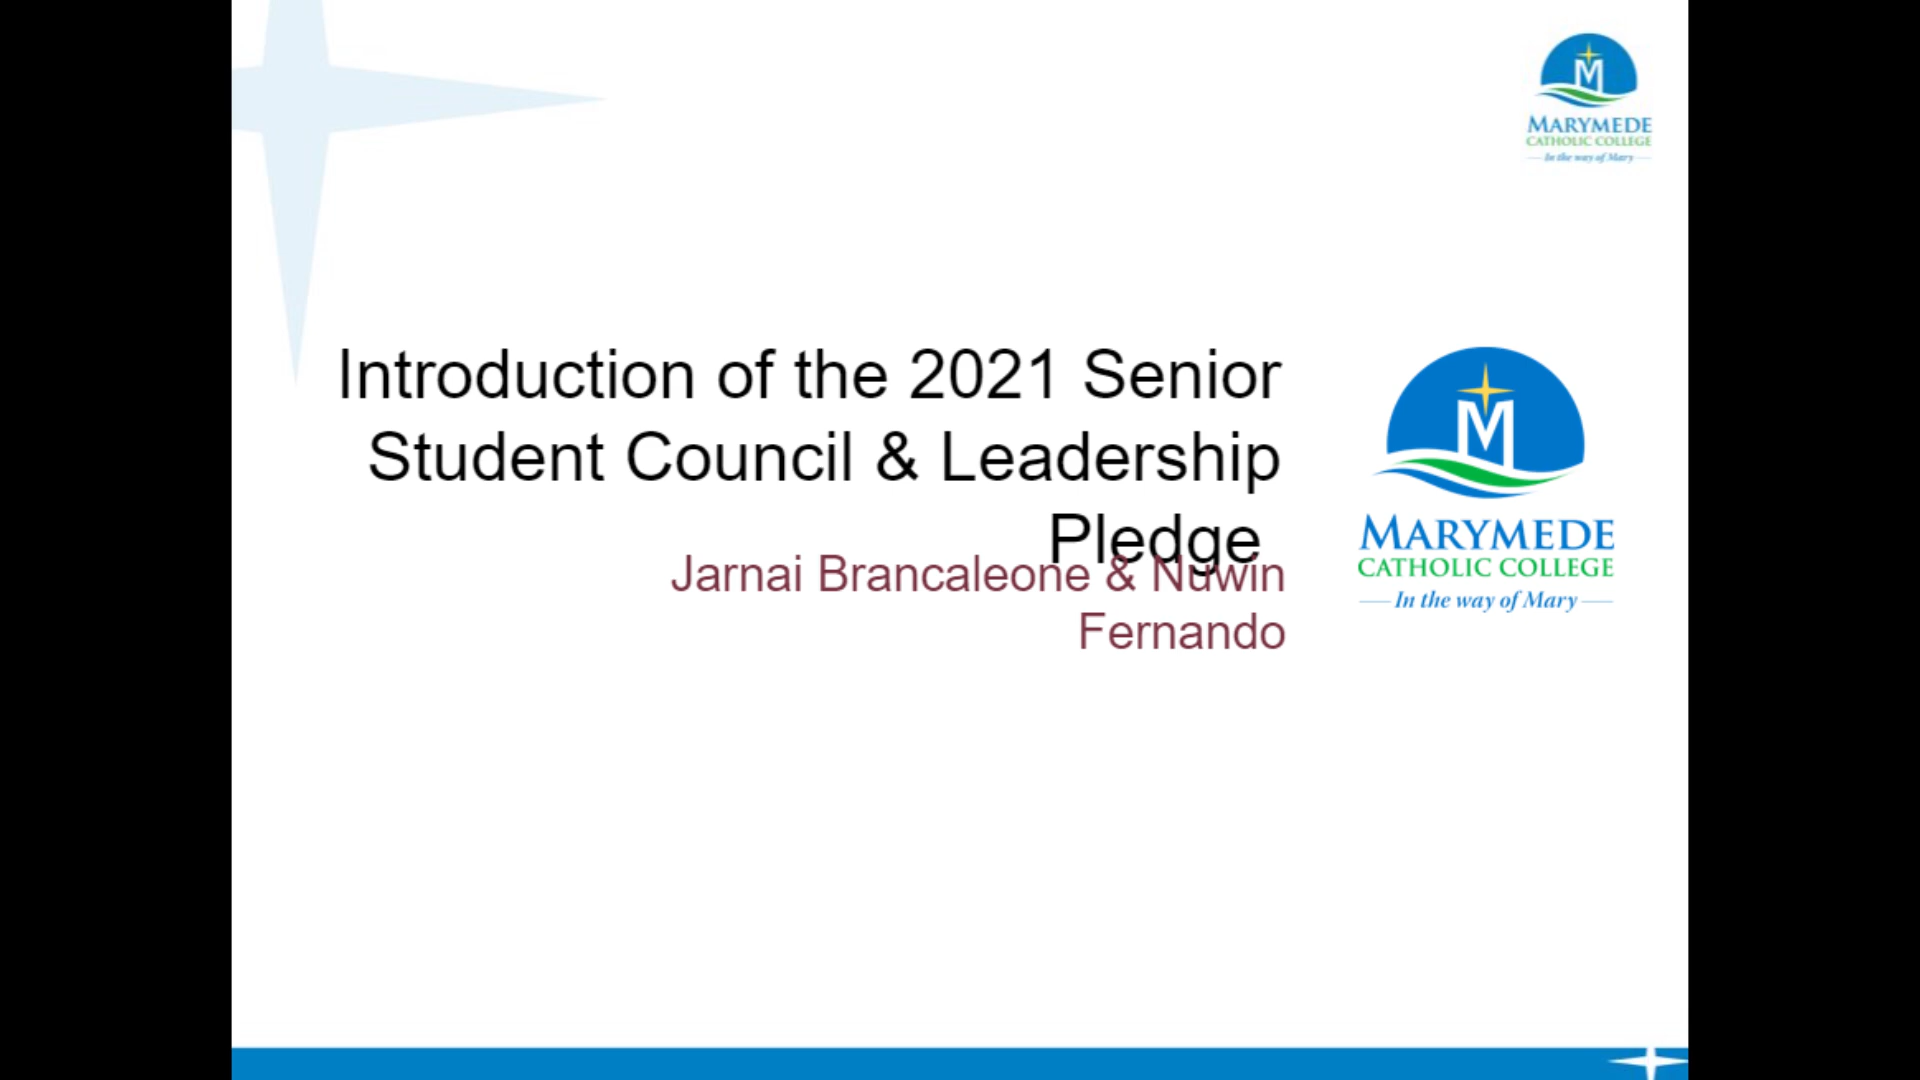 MARYMEDE
CATHOLIC COLLEGE
In the way of Mary
Introduction of the 2021 Senior
Student Council & Leadership
Pledge
Jarnai Brancaleone & Nuwin
Fernando
MARYMEDE
CATHOLIC COLLEGE
In the way of Mary